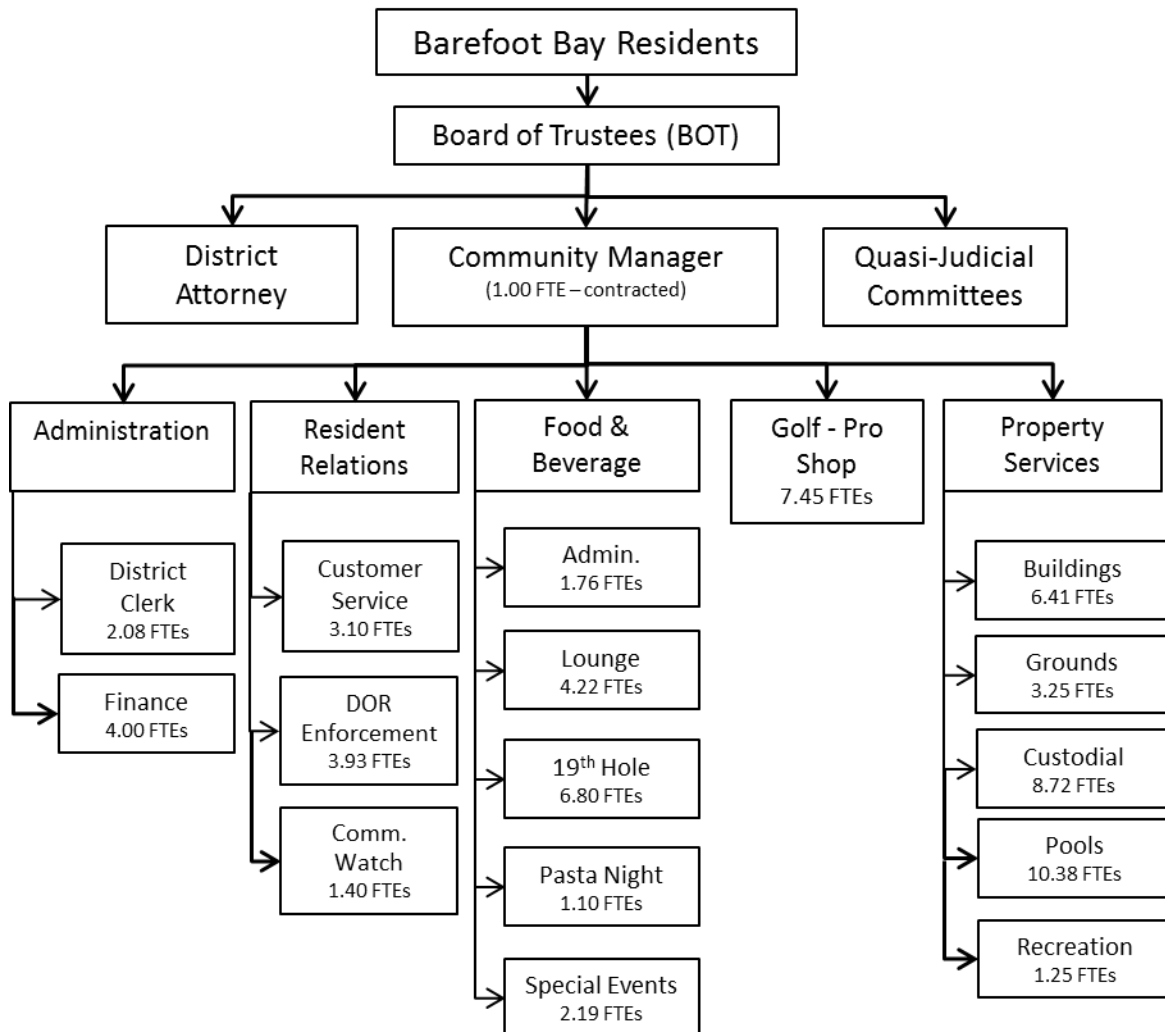 Barefoot Bay Residents
Board of Trustees (BOT)
District
Attorney
Community Manager
(1.00 FTE – contracted)
Quasi-Judicial
Committees
Administration
Resident
Relations
Food &
Beverage
Golf - Pro
Shop
7.45 FTEs
Property
Services
District
Clerk
2.08 FTEs
Finance
4.00 FTEs
Customer
Service
3.10 FTEs
DOR
Enforcement
3.93 FTEs
Comm.
Watch
1.40 FTEs
Admin.
1.76 FTEs
Lounge
4.22 FTEs
19th Hole
6.80 FTEs
Pasta Night
1.10 FTEs
Special Events
2.19 FTEs
Buildings
6.41 FTEs
Grounds
3.25 FTEs
Custodial
8.72 FTEs
Pools
10.38 FTEs
Recreation
1.25 FTEs